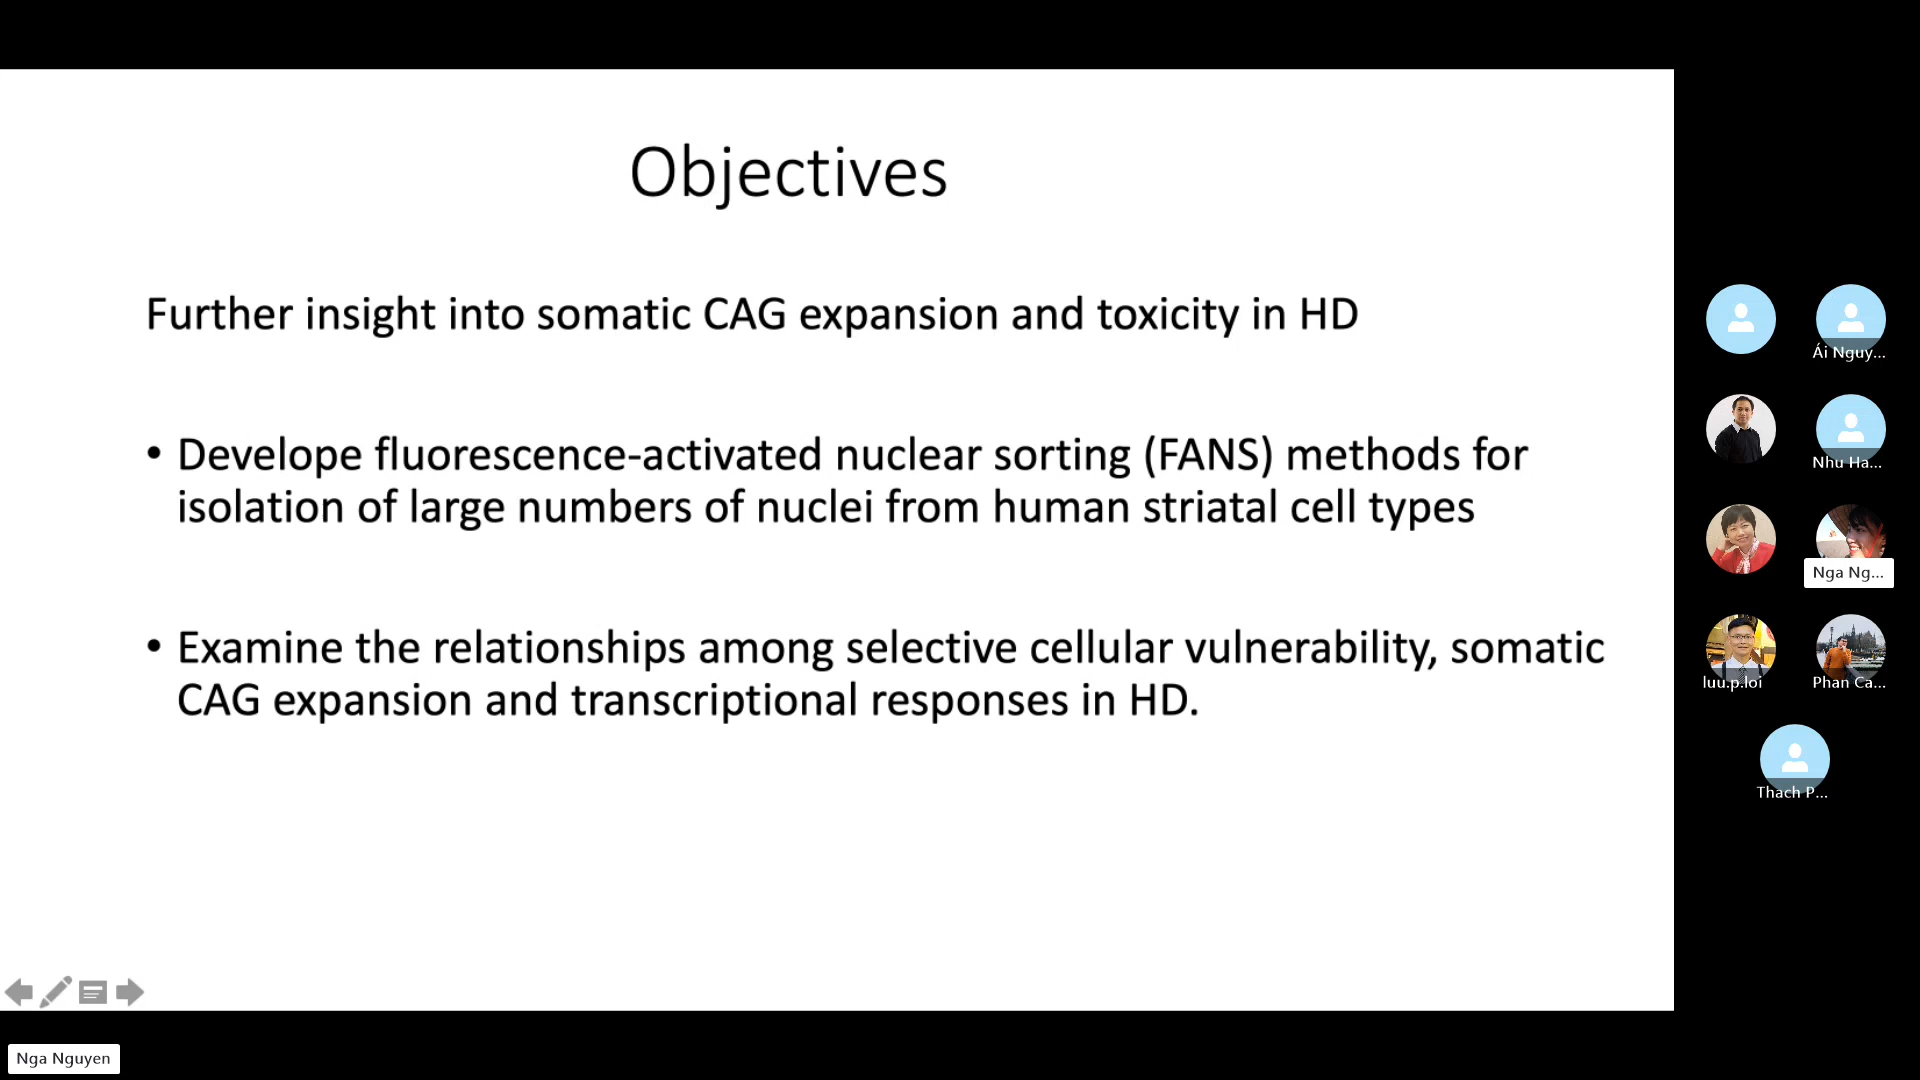 Objectives
Further insight into somatic CAG expansion and toxicity in HD
• Develope fluorescence-activated nuclear sorting (FANS) methods for
isolation of large numbers of nuclei from human striatal cell types
• Examine the relationships among selective cellular vulnerability, somatic
CAG expansion and transcriptional responses in HD.
Ái Nguy...
Nhu Ha...
Nga Ng...
luu.p.loi
Phan Ca...
Thach P...
Nga Nguyen